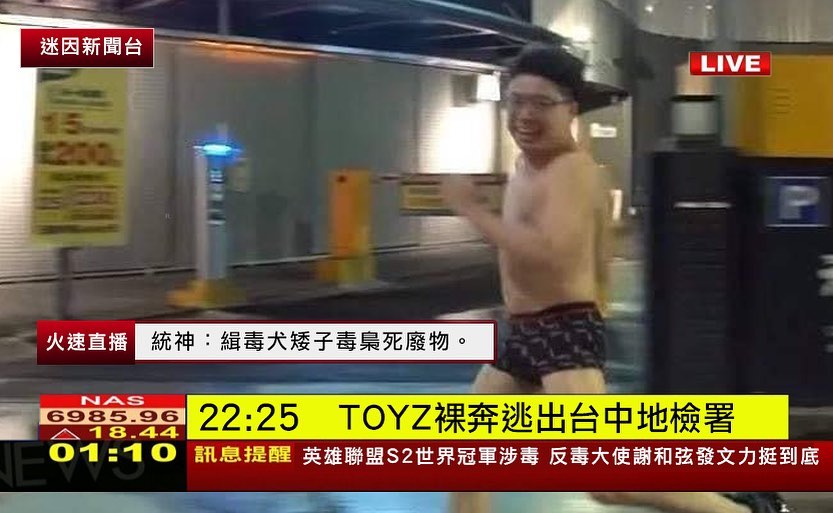 迷因新聞台
LIVE
15
200
P
火速直播
統神：緝毒犬矮子毒梟死廢物。
NAS
6985.96
18.44
01:10
22:25 TOYZ裸奔逃出台中地檢署
NEWS
訊息提醒
英雄聯盟S2世界冠軍涉毒 反毒大使謝和弦發文力挺到底